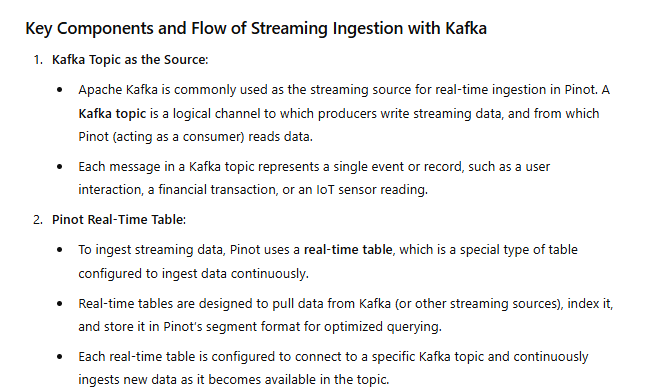 Key Components and Flow of Streaming Ingestion with Kafka
1. Kafka Topic as the Source:
• Apache Kafka is commonly used as the streaming source for real-time ingestion in Pinot. A
Kafka topic is a logical channel to which producers write streaming data, and from which
Pinot (acting as a consumer) reads data.
• Each message in a Kafka topic represents a single event or record, such as a user
interaction, a financial transaction, or an IoT sensor reading.
2. Pinot Real-Time Table:
• To ingest streaming data, Pinot uses a real-time table, which is a special type of table
configured to ingest data continuously.
• Real-time tables are designed to pull data from Kafka (or other streaming sources), index it,
and store it in Pinot's segment format for optimized querying.
• Each real-time table is configured to connect to a specific Kafka topic and continuously
ingests new data as it becomes available in the topic.